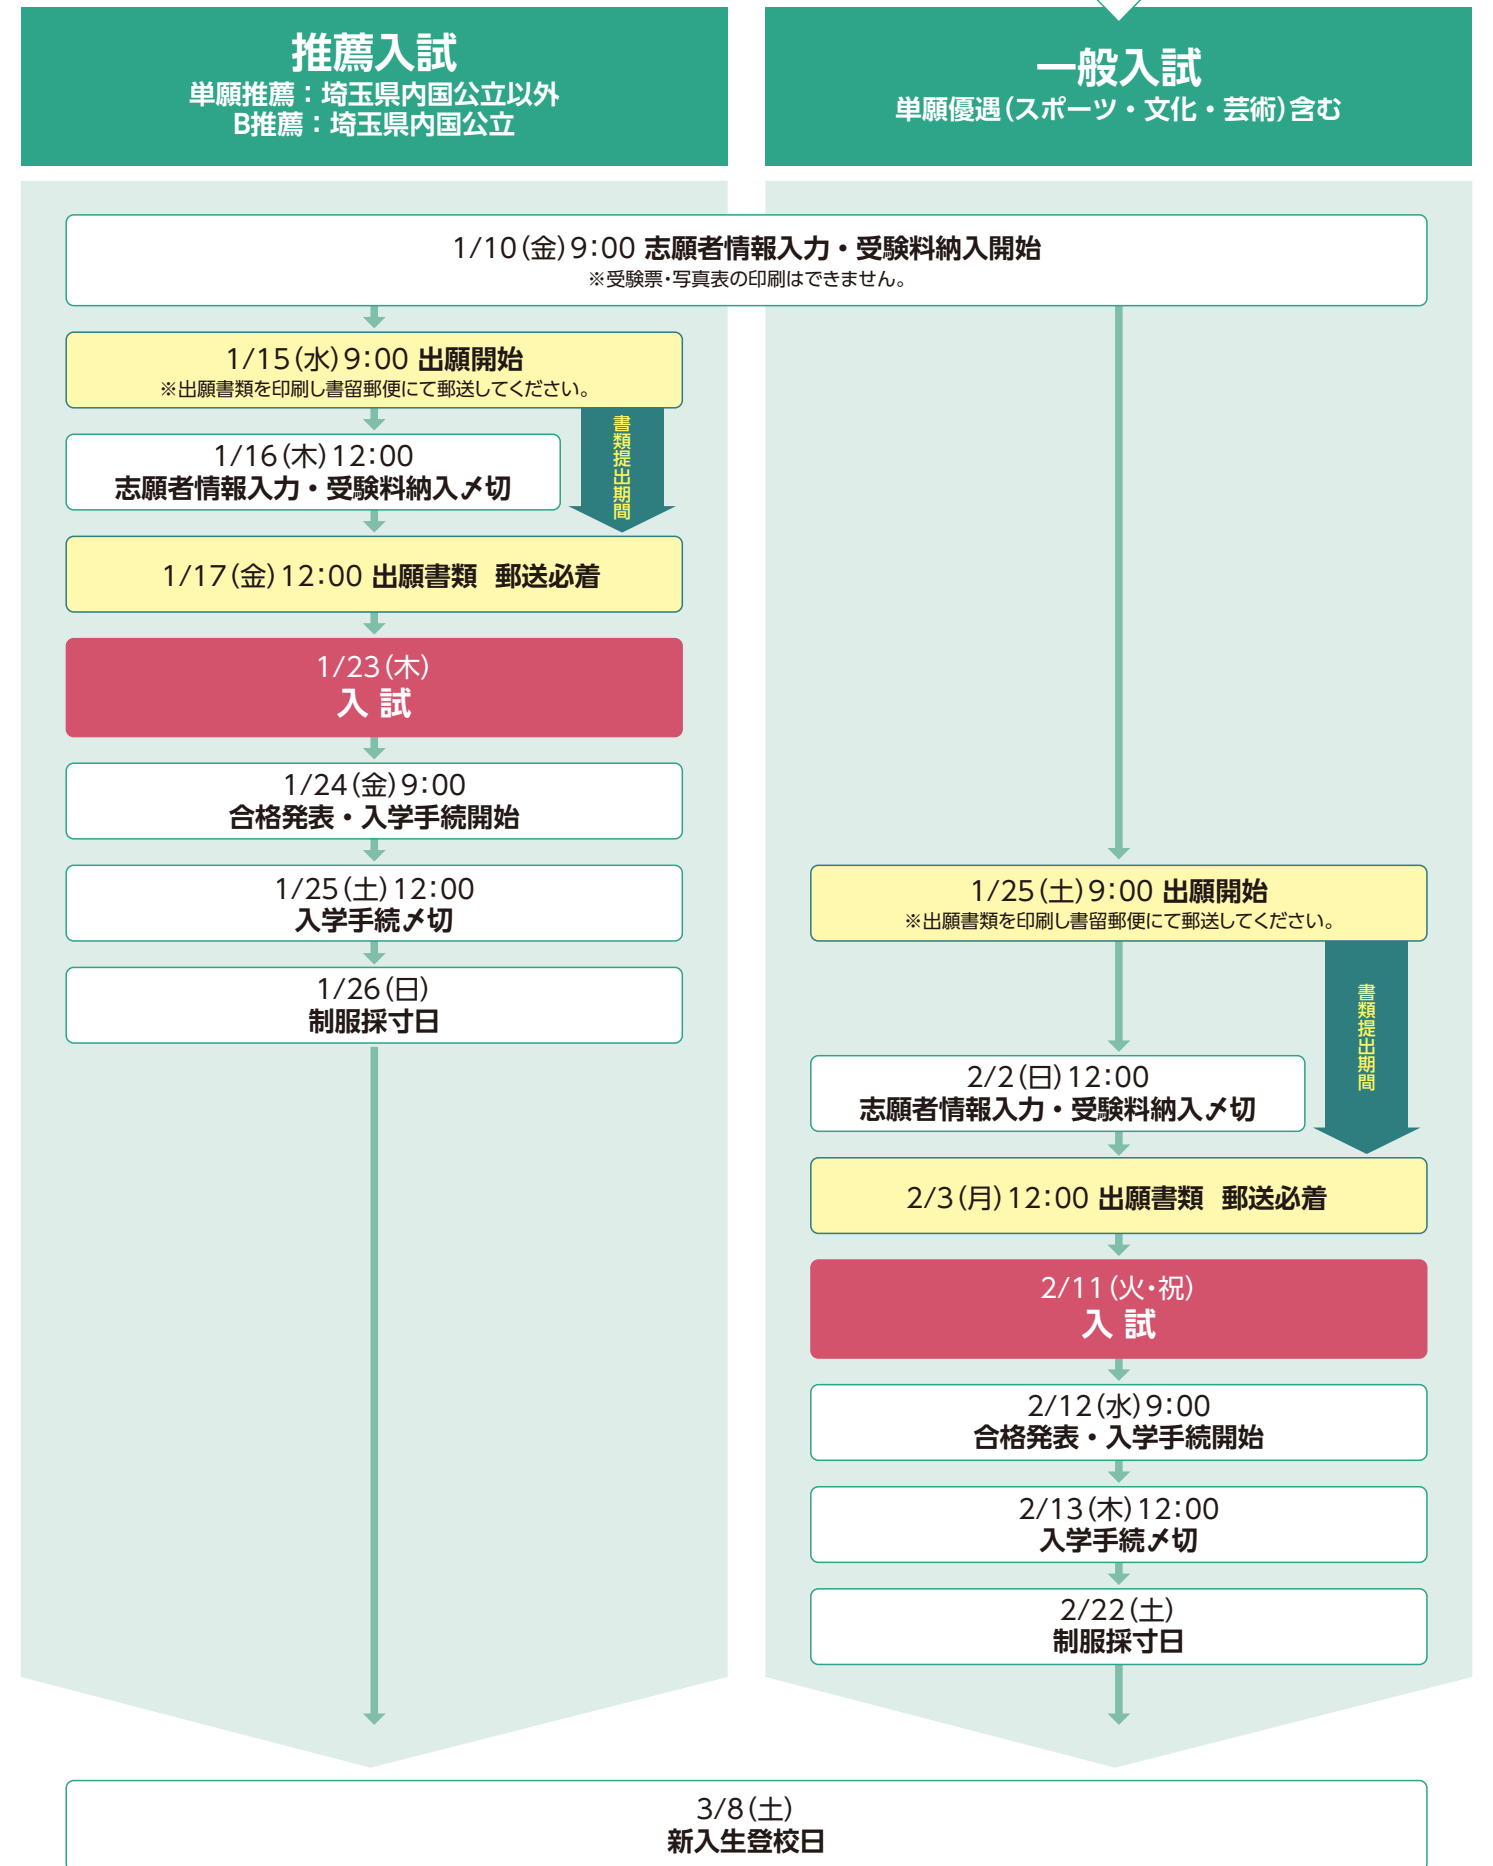 推薦入試
単願推薦：埼玉県内国公立以外
B推薦：埼玉県内国公立
一般入試
単願優遇（スポーツ・文化・芸術）含む
1/10（金）9：00 志願者情報入力・受験料納入開始
※受験票・写真表の印刷はできません。
1/15（水）9：00 出願開始
※出願書類を印刷し書留郵便にて郵送してください。
書類提出期間
1/16（木）12：00
志願者情報入力・受験料納入〆切
1/17（金）12：00 出願書類 郵送必着
1/23（木）
入 試
1/24（金）9：00
合格発表・入学手続開始
1/25（土）12：00
入学手続〆切
1/26（日）
制服採寸日
1/25（土）9：00 出願開始
※出願書類を印刷し書留郵便にて郵送してください。
書類提出期間
2/2（日）12：00
志願者情報入力・受験料納入〆切
2/3（月）12：00 出願書類 郵送必着
2/11（火・祝）
入 試
2/12（水）9：00
合格発表・入学手続開始
2/13（木）12：00
入学手続〆切
2/22（土）
制服採寸日
3/8（土）
新入生登校日